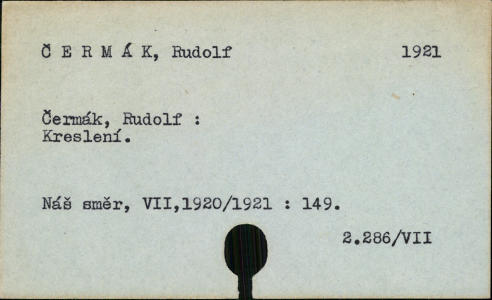 Č E R M Á K, Rudolf 1921
Čermák, Rudolf :
Kreslení.
Náš směr, VII,1920/1921 : 149.
2.286/VII